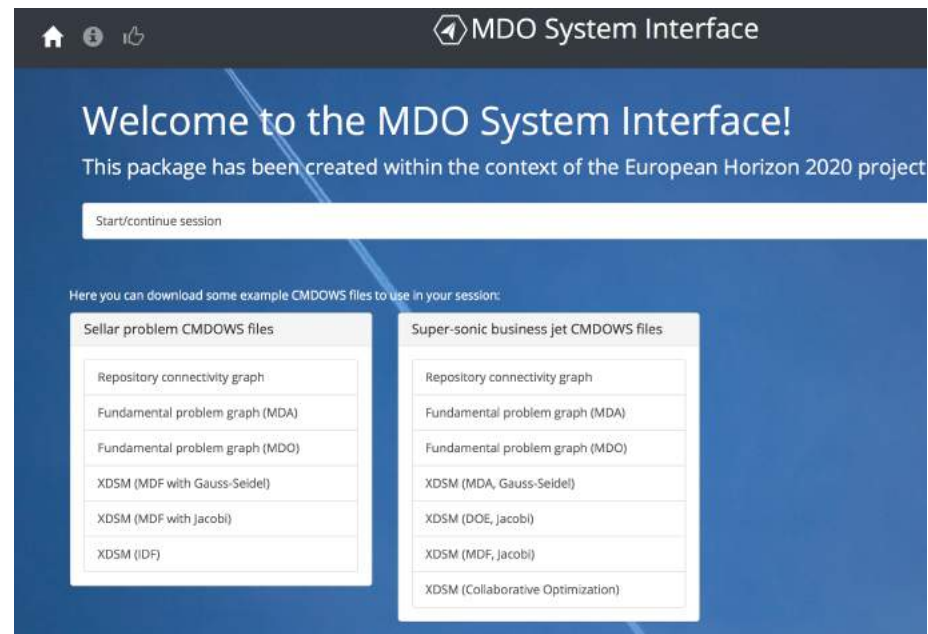 MDO System Interface
Welcome to the MDO System Interface!
This package has been created within the context of the European Horizon 2020 project
Start/continue session
Here you can download some example CMDOWS files to use in your session:
Sellar problem CMDOWS files
Repository connectivity graph
Fundamental problem graph (MDA)
Fundamental problem graph (MDO)
XDSM (MDF with Gauss-Seidel)
XDSM (MDF with Jacobi)
XDSM (IDF)
Super-sonic business jet CMDOWS files
Repository connectivity graph
Fundamental problem graph (MDA)
Fundamental problem graph (MDO)
XDSM (MDA, Gauss-Seidel)
XDSM (DOE, Jacobi)
XDSM (MDF, Jacobi)
XDSM (Collaborative Optimization)